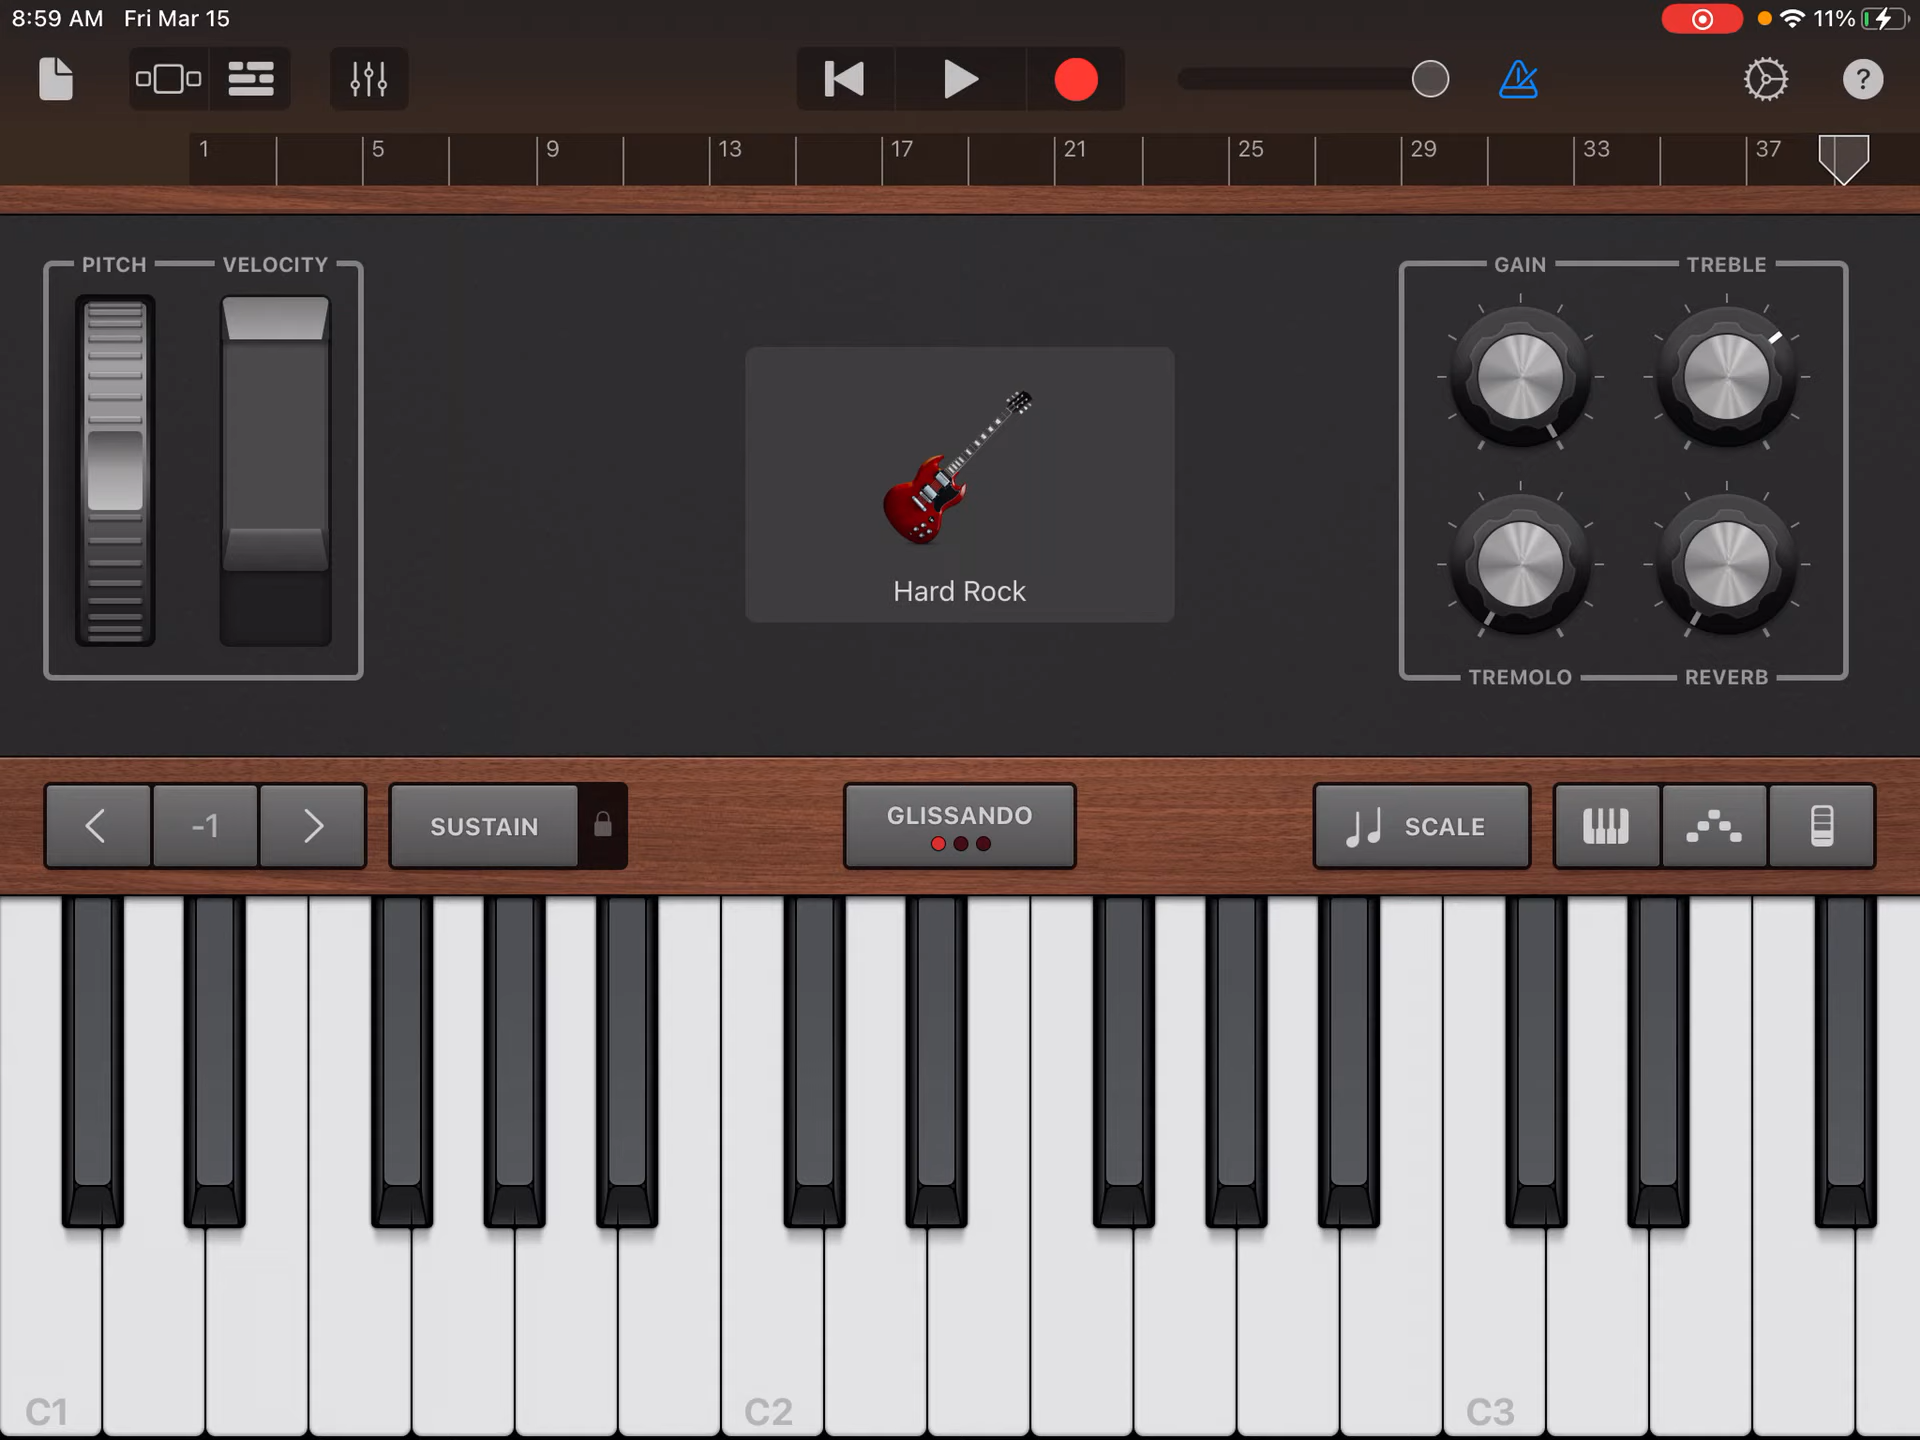 8:59 AM Fri Mar 15
11%
?
1 5 9 13 17 21 25 29 33 37
PITCH VELOCITY
GAIN TREBLE
Hard Rock
TREMOLO REVERB
-1
SUSTAIN
GLISSANDO
SCALE
C1 C2 C3